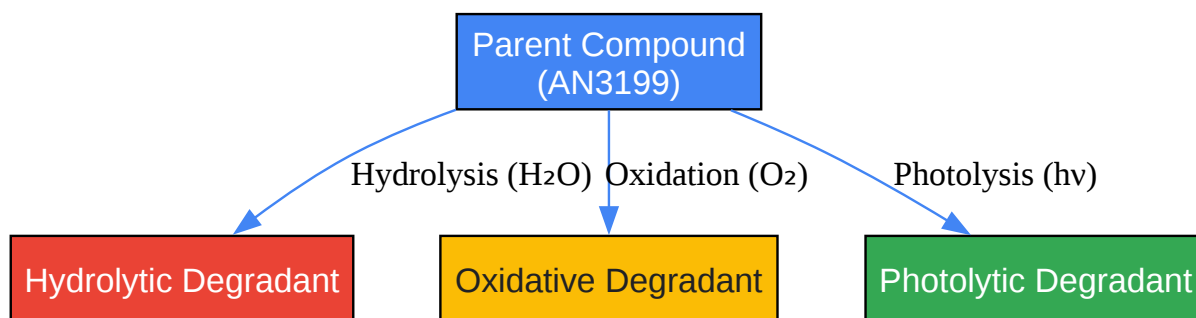 Parent Compound
(AN3199)
Hydrolysis (H₂O)
Oxidation (O₂)
Photolysis (hν)
Hydrolytic Degradant
Oxidative Degradant
Photolytic Degradant